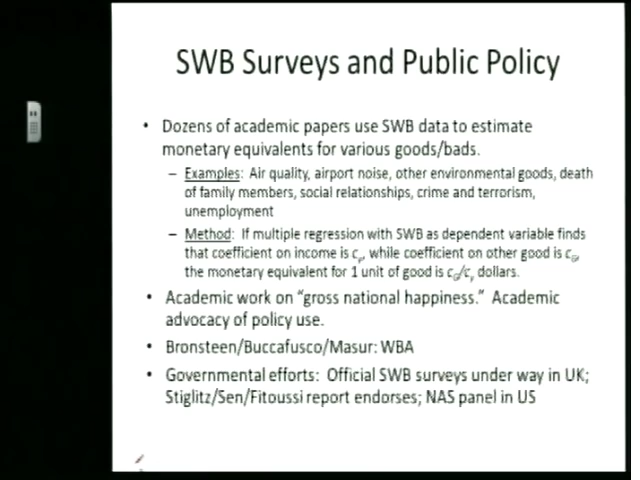 SWB Surveys and Public Policy
• Dozens of academic papers use SWB data to estimate
monetary equivalents for various goods/bads.
– Examples: Air quality, airport noise, other environmental goods, death
of family members, social relationships, crime and terrorism,
unemployment
– Method: If multiple regression with SWB as dependent variable finds
that coefficient on income is c, while coefficient on other good is cG,
the monetary equivalent for 1 unit of good is cG/c dollars.
• Academic work on “gross national happiness.” Academic
advocacy of policy use.
• Bronsteen/Buccafusco/Masur: WBA
• Governmental efforts: Official SWB surveys under way in UK;
Stiglitz/Sen/Fitoussi report endorses; NAS panel in US